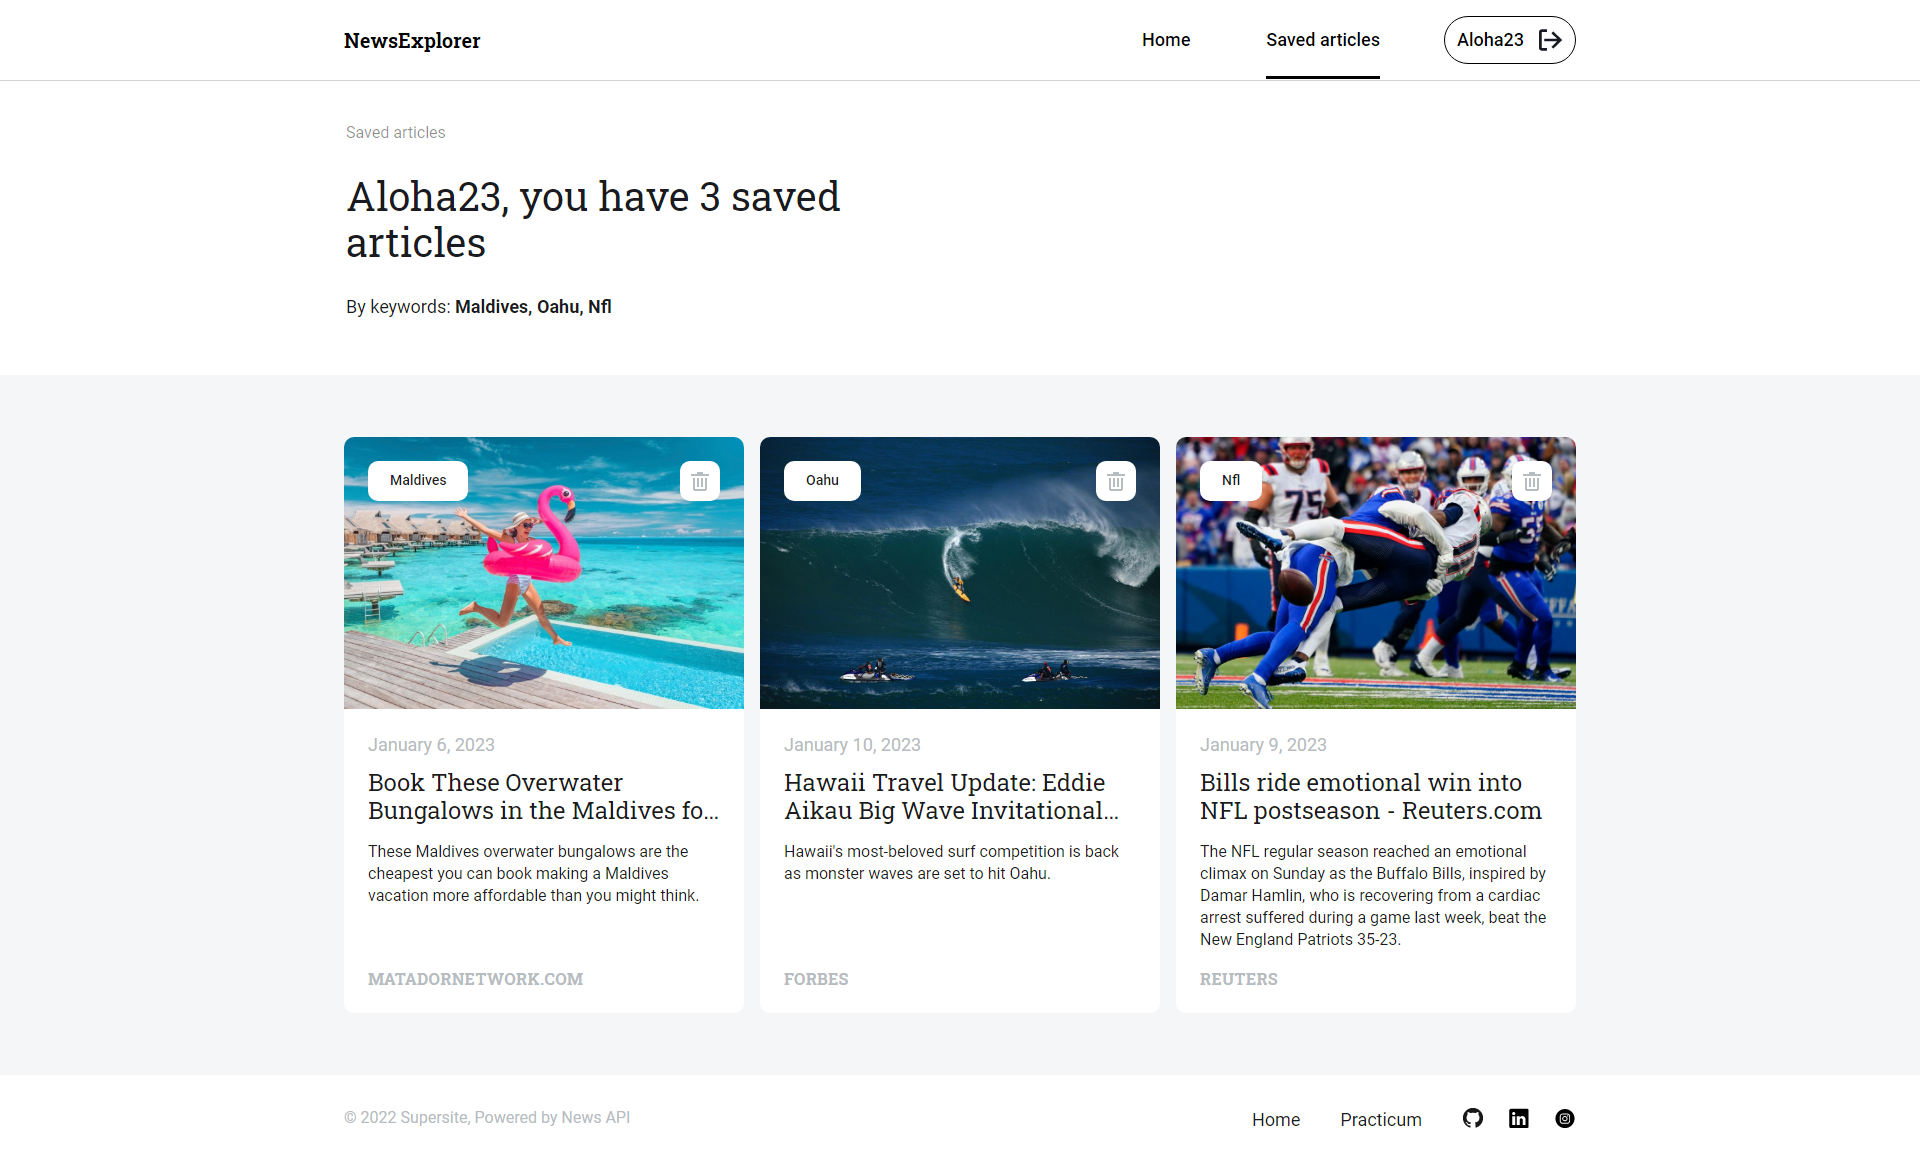 NewsExplorer
Home
Saved articles
Aloha23
Saved articles
Aloha23, you have 3 saved
articles
By keywords: Maldives, Oahu, Nfl
Maldives
January 6, 2023
Book These Overwater
Bungalows in the Maldives fo...
These Maldives overwater bungalows are the
cheapest you can book making a Maldives
vacation more affordable than you might think.
MATADORNETWORK.COM
Oahu
January 10, 2023
Hawaii Travel Update: Eddie
Aikau Big Wave Invitational...
Hawaii's most-beloved surf competition is back
as monster waves are set to hit Oahu.
FORBES
Nfl
75
January 9, 2023
Bills ride emotional win into
NFL postseason - Reuters.com
The NFL regular season reached an emotional
climax on Sunday as the Buffalo Bills, inspired by
Damar Hamlin, who is recovering from a cardiac
arrest suffered during a game last week, beat the
New England Patriots 35-23.
REUTERS
© 2022 Supersite, Powered by News API
Home
Practicum
in